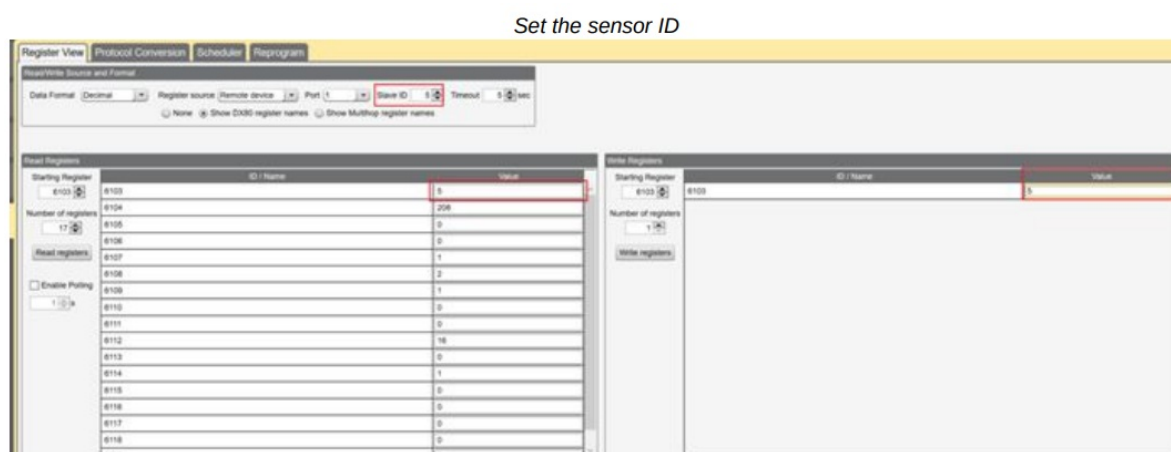 Set the sensor ID
Register View Protocol Conversion Scheduler Reprogram
Read/Write Source and Format
Data Format Decimal Register source Remote device Port 1 Slave ID 5 Timeout 5 sec
None Show DX80 register names Show Multihop register names
Read Registers
Starting Register
6103
Number of registers
17
Read registers
Enable Polling
1 s
ID / Name Value
6103 5
6104 208
6105 0
6106 0
6107 1
6108 2
6109 1
6110 0
6111 0
6112 16
6113 0
6114 1
6115 0
6116 0
6117 0
6118 0
Write Registers
Starting Register
6103
Number of registers
1
Write registers
ID / Name Value
6103 5